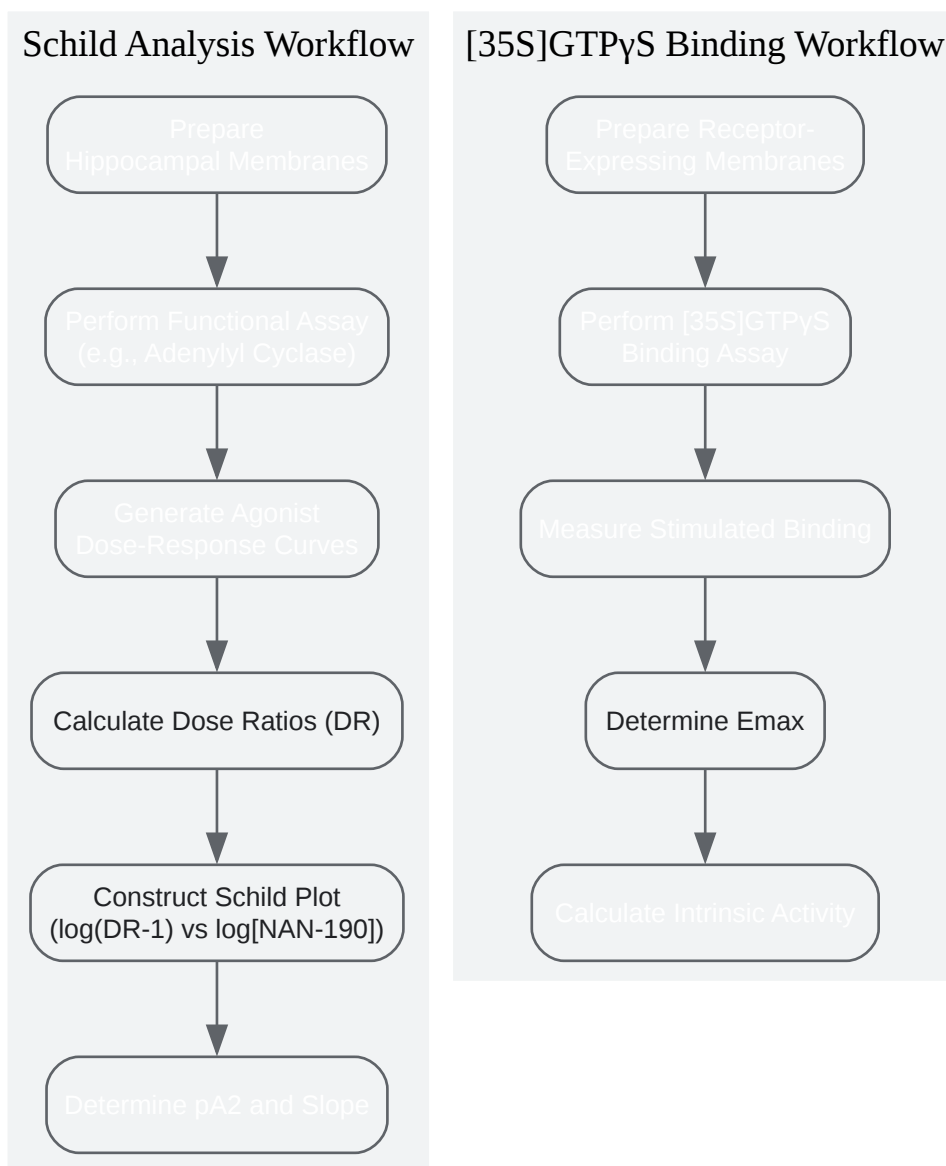 Schild Analysis Workflow
Prepare
Hippocampal Membranes
Perform Functional Assay
(e.g., Adenylyl Cyclase)
Generate Agonist
Dose-Response Curves
Calculate Dose Ratios (DR)
Construct Schild Plot
(log(DR-1) vs log[NAN-190])
Determine pA2 and Slope
[35S]GTPγS Binding Workflow
Prepare Receptor-
Expressing Membranes
Perform [35S]GTPγS
Binding Assay
Measure Stimulated Binding
Determine Emax
Calculate Intrinsic Activity